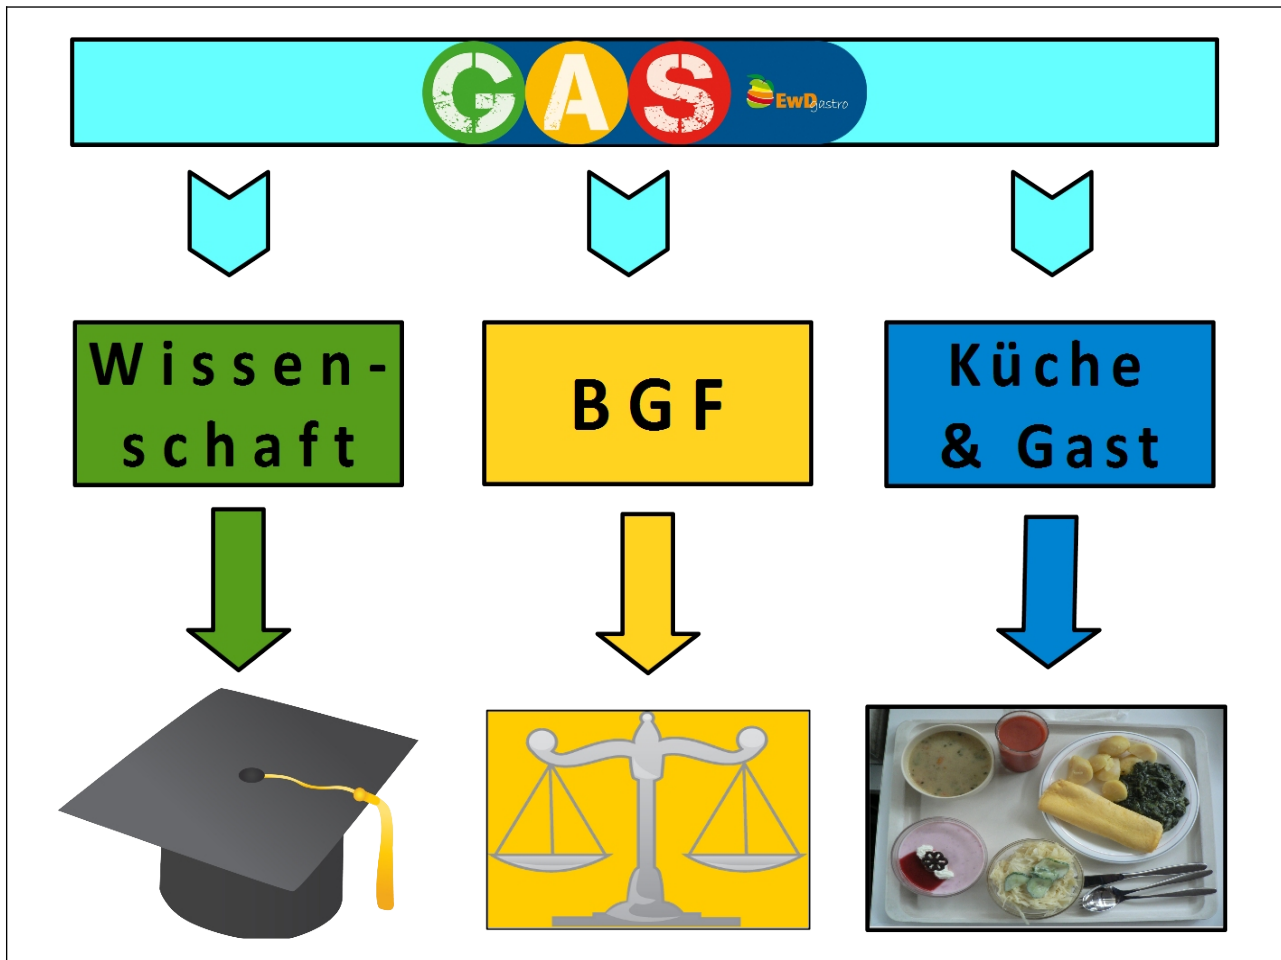 GAS EwDgastro
Wissen-
schaft
BGF
Küche
& Gast